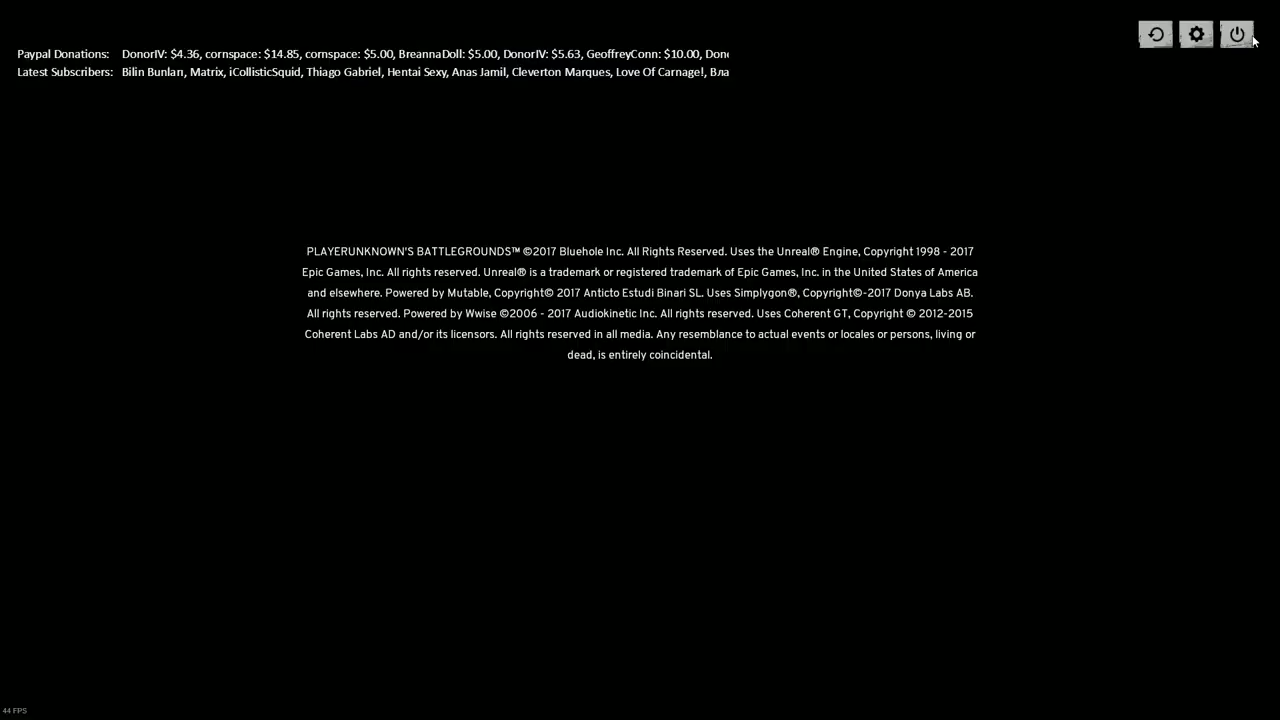 Paypal Donations: DonorIV: $4.36, cornspace: $14.85, cornspace: $5.00, BreannaDoll: $5.00, DonorIV: $5.63, GeoffreyConn: $10.00, Don
Latest Subscribers: Bilin Bunları, Matrix, iCollisticSquid, Thiago Gabriel, Hentai Sexy, Anas Jamil, Cleverton Marques, Love Of Carnage!, Вла
PLAYERUNKNOWN'S BATTLEGROUNDS™ ©2017 Bluehole Inc. All Rights Reserved. Uses the Unreal® Engine, Copyright 1998 - 2017
Epic Games, Inc. All rights reserved. Unreal® is a trademark or registered trademark of Epic Games, Inc. in the United States of America
and elsewhere. Powered by Mutable, Copyright© 2017 Anticto Estudi Binari SL. Uses Simplygon®, Copyright©-2017 Donya Labs AB.
All rights reserved. Powered by Wwise ©2006 - 2017 Audiokinetic Inc. All rights reserved. Uses Coherent GT, Copyright © 2012-2015
Coherent Labs AD and/or its licensors. All rights reserved in all media. Any resemblance to actual events or locales or persons, living or
dead, is entirely coincidental.
44 FPS